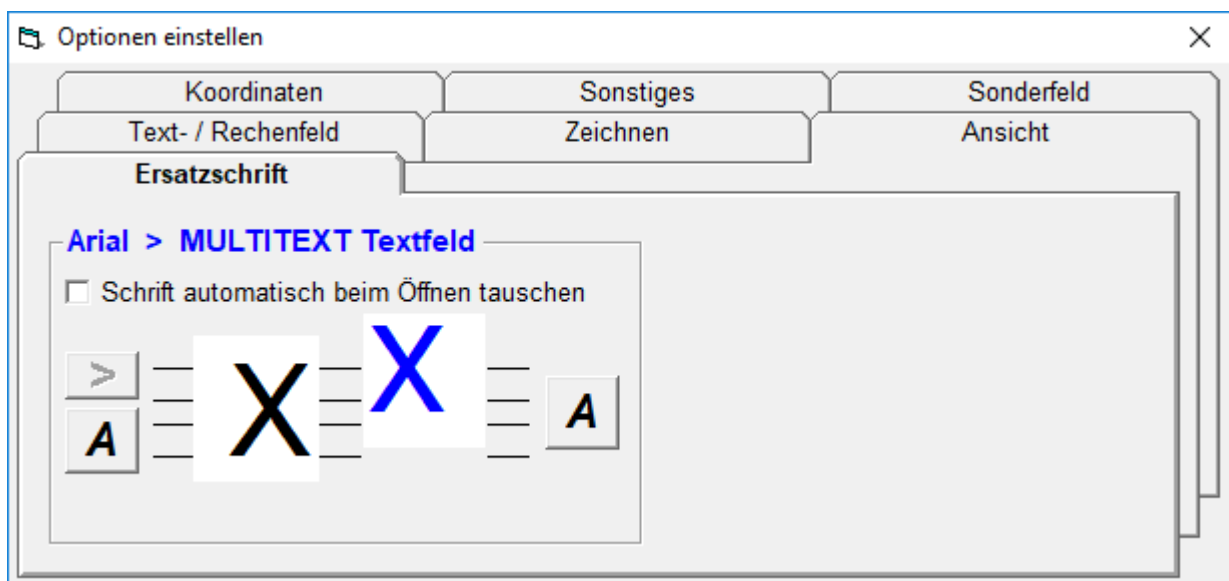 Optionen einstellen
Koordinaten Sonstiges Sonderfeld
Text- / Rechenfeld Zeichnen Ansicht
Ersatzschrift
Arial > MULTITEXT Textfeld
Schrift automatisch beim Öffnen tauschen
>
X X
A A